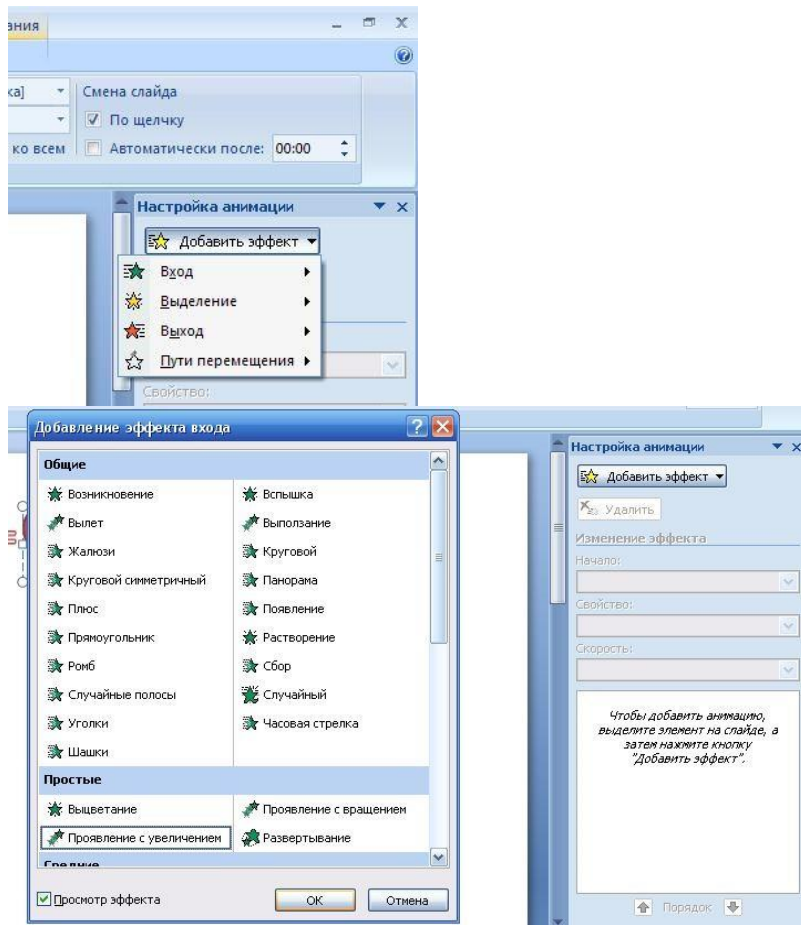 ания
ка]
Смена слайда
По щелчку
ко всем
Автоматически после: 00:00
Настройка анимации
Добавить эффект
Вход
Выделение
Выход
Пути перемещения
Свойство:
Добавление эффекта входа
Общие
Возникновение
Вспышка
Вылет
Выползание
Жалюзи
Круговой
Круговой симметричный
Панорама
Плюс
Появление
Прямоугольник
Растворение
Ромб
Сбор
Случайные полосы
Случайный
Уголки
Часовая стрелка
Шашки
Простые
Выцветание
Проявление с вращением
Проявление с увеличением
Развертывание
Средние
Просмотр эффекта
ОК
Отмена
Настройка анимации
Добавить эффект
Удалить
Изменение эффекта
Начало:
Свойство:
Скорость:
Чтобы добавить анимацию,
выделите элемент на слайде, а
затем нажмите кнопку
"Добавить эффект".
Порядок